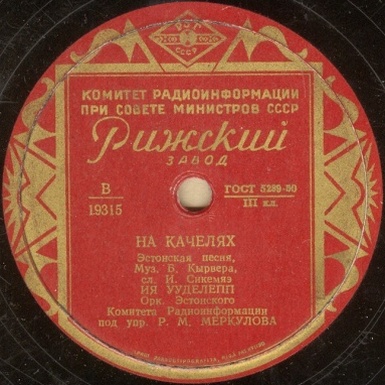 СССР
КОМИТЕТ РАДИОИНФОРМАЦИИ
ПРИ СОВЕТЕ МИНИСТРОВ СССР
Рижский
ЗАВОД
В
19315
ГОСТ 5289-50
III кл.
НА КАЧЕЛЯХ
Эстонская песня,
Муз. Б. Кырвера,
сл. И. Сикемяэ
ИЯ УУДЕЛЕПП
Орк. Эстонского
Комитета Радиоинформации
под упр. Р. М. МЕРКУЛОВА